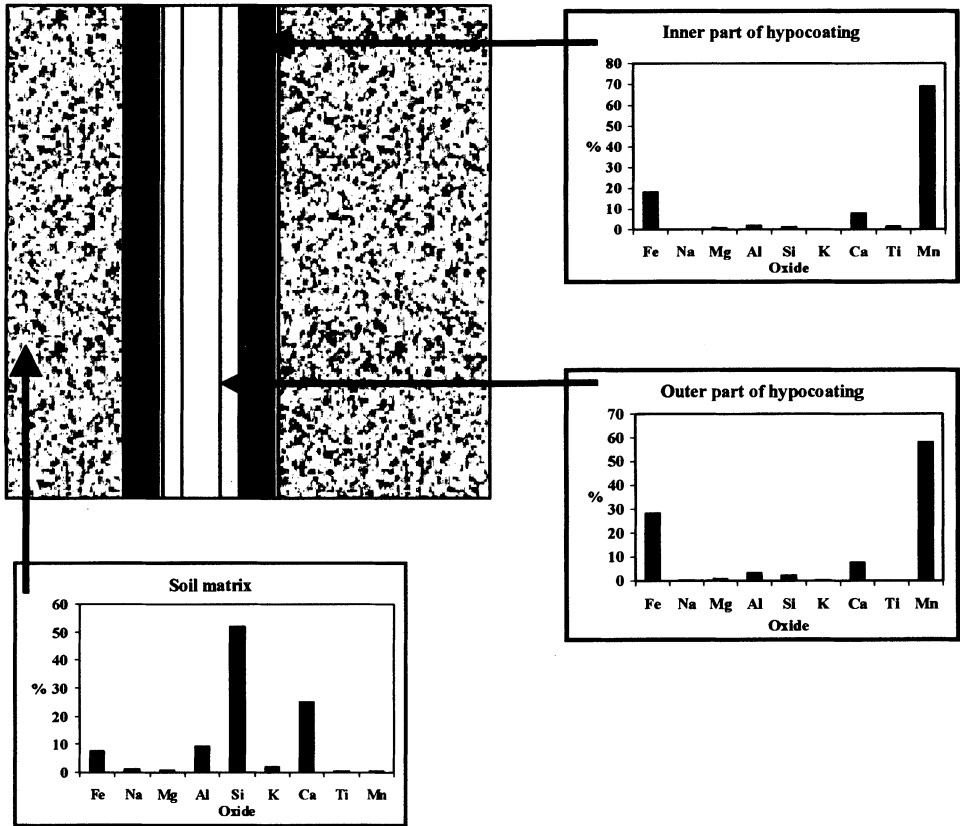 Inner part of hypocoating
80
70
60
50
%
40
30
20
10
0
Fe Na Mg Al Si K Ca Ti Mn
Oxide
Outer part of hypocoating
70
60
50
%
40
30
20
10
0
Fe Na Mg Al Si K Ca Ti Mn
Oxide
Soil matrix
60
50
40
% 30
20
10
0
Fe Na Mg Al Si K Ca Ti Mn
Oxide